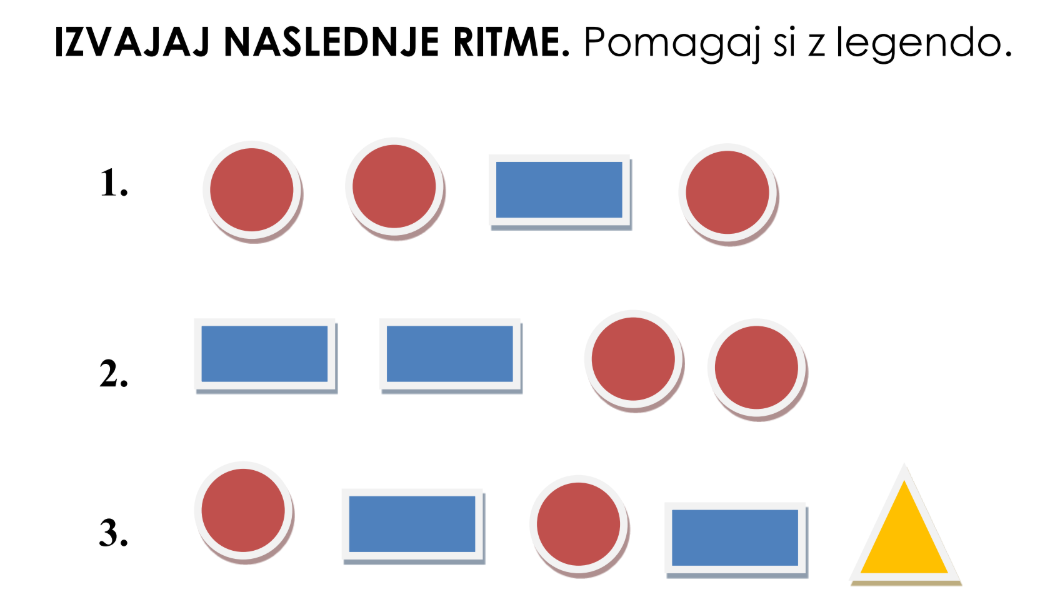 IZVAJAJ NASLEDNJE RITME. Pomagaj si z legendo.
1.
2.
3.